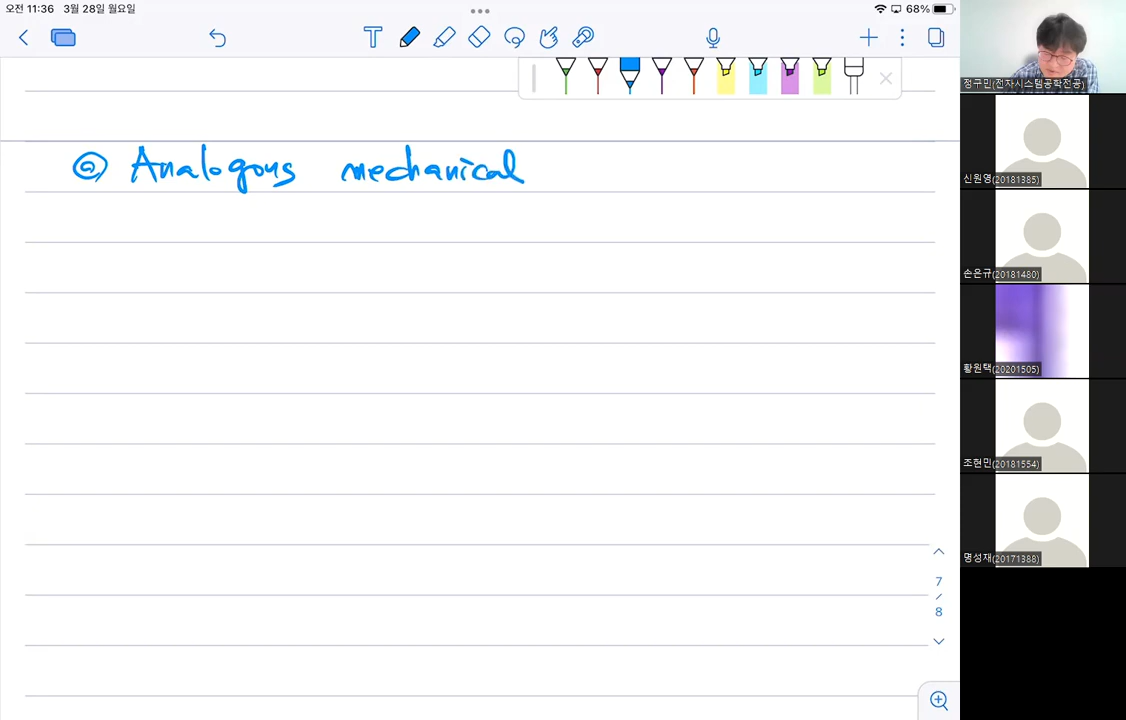 오전 11:36 3월 28일 월요일
68%
T
ⓐ Analogous mechanical
7
/
8
정구민(전자시스템공학전공)
신원영(20181385)
손은규(20181480)
황원택(20201505)
조현민(20181554)
명성재(20171388)